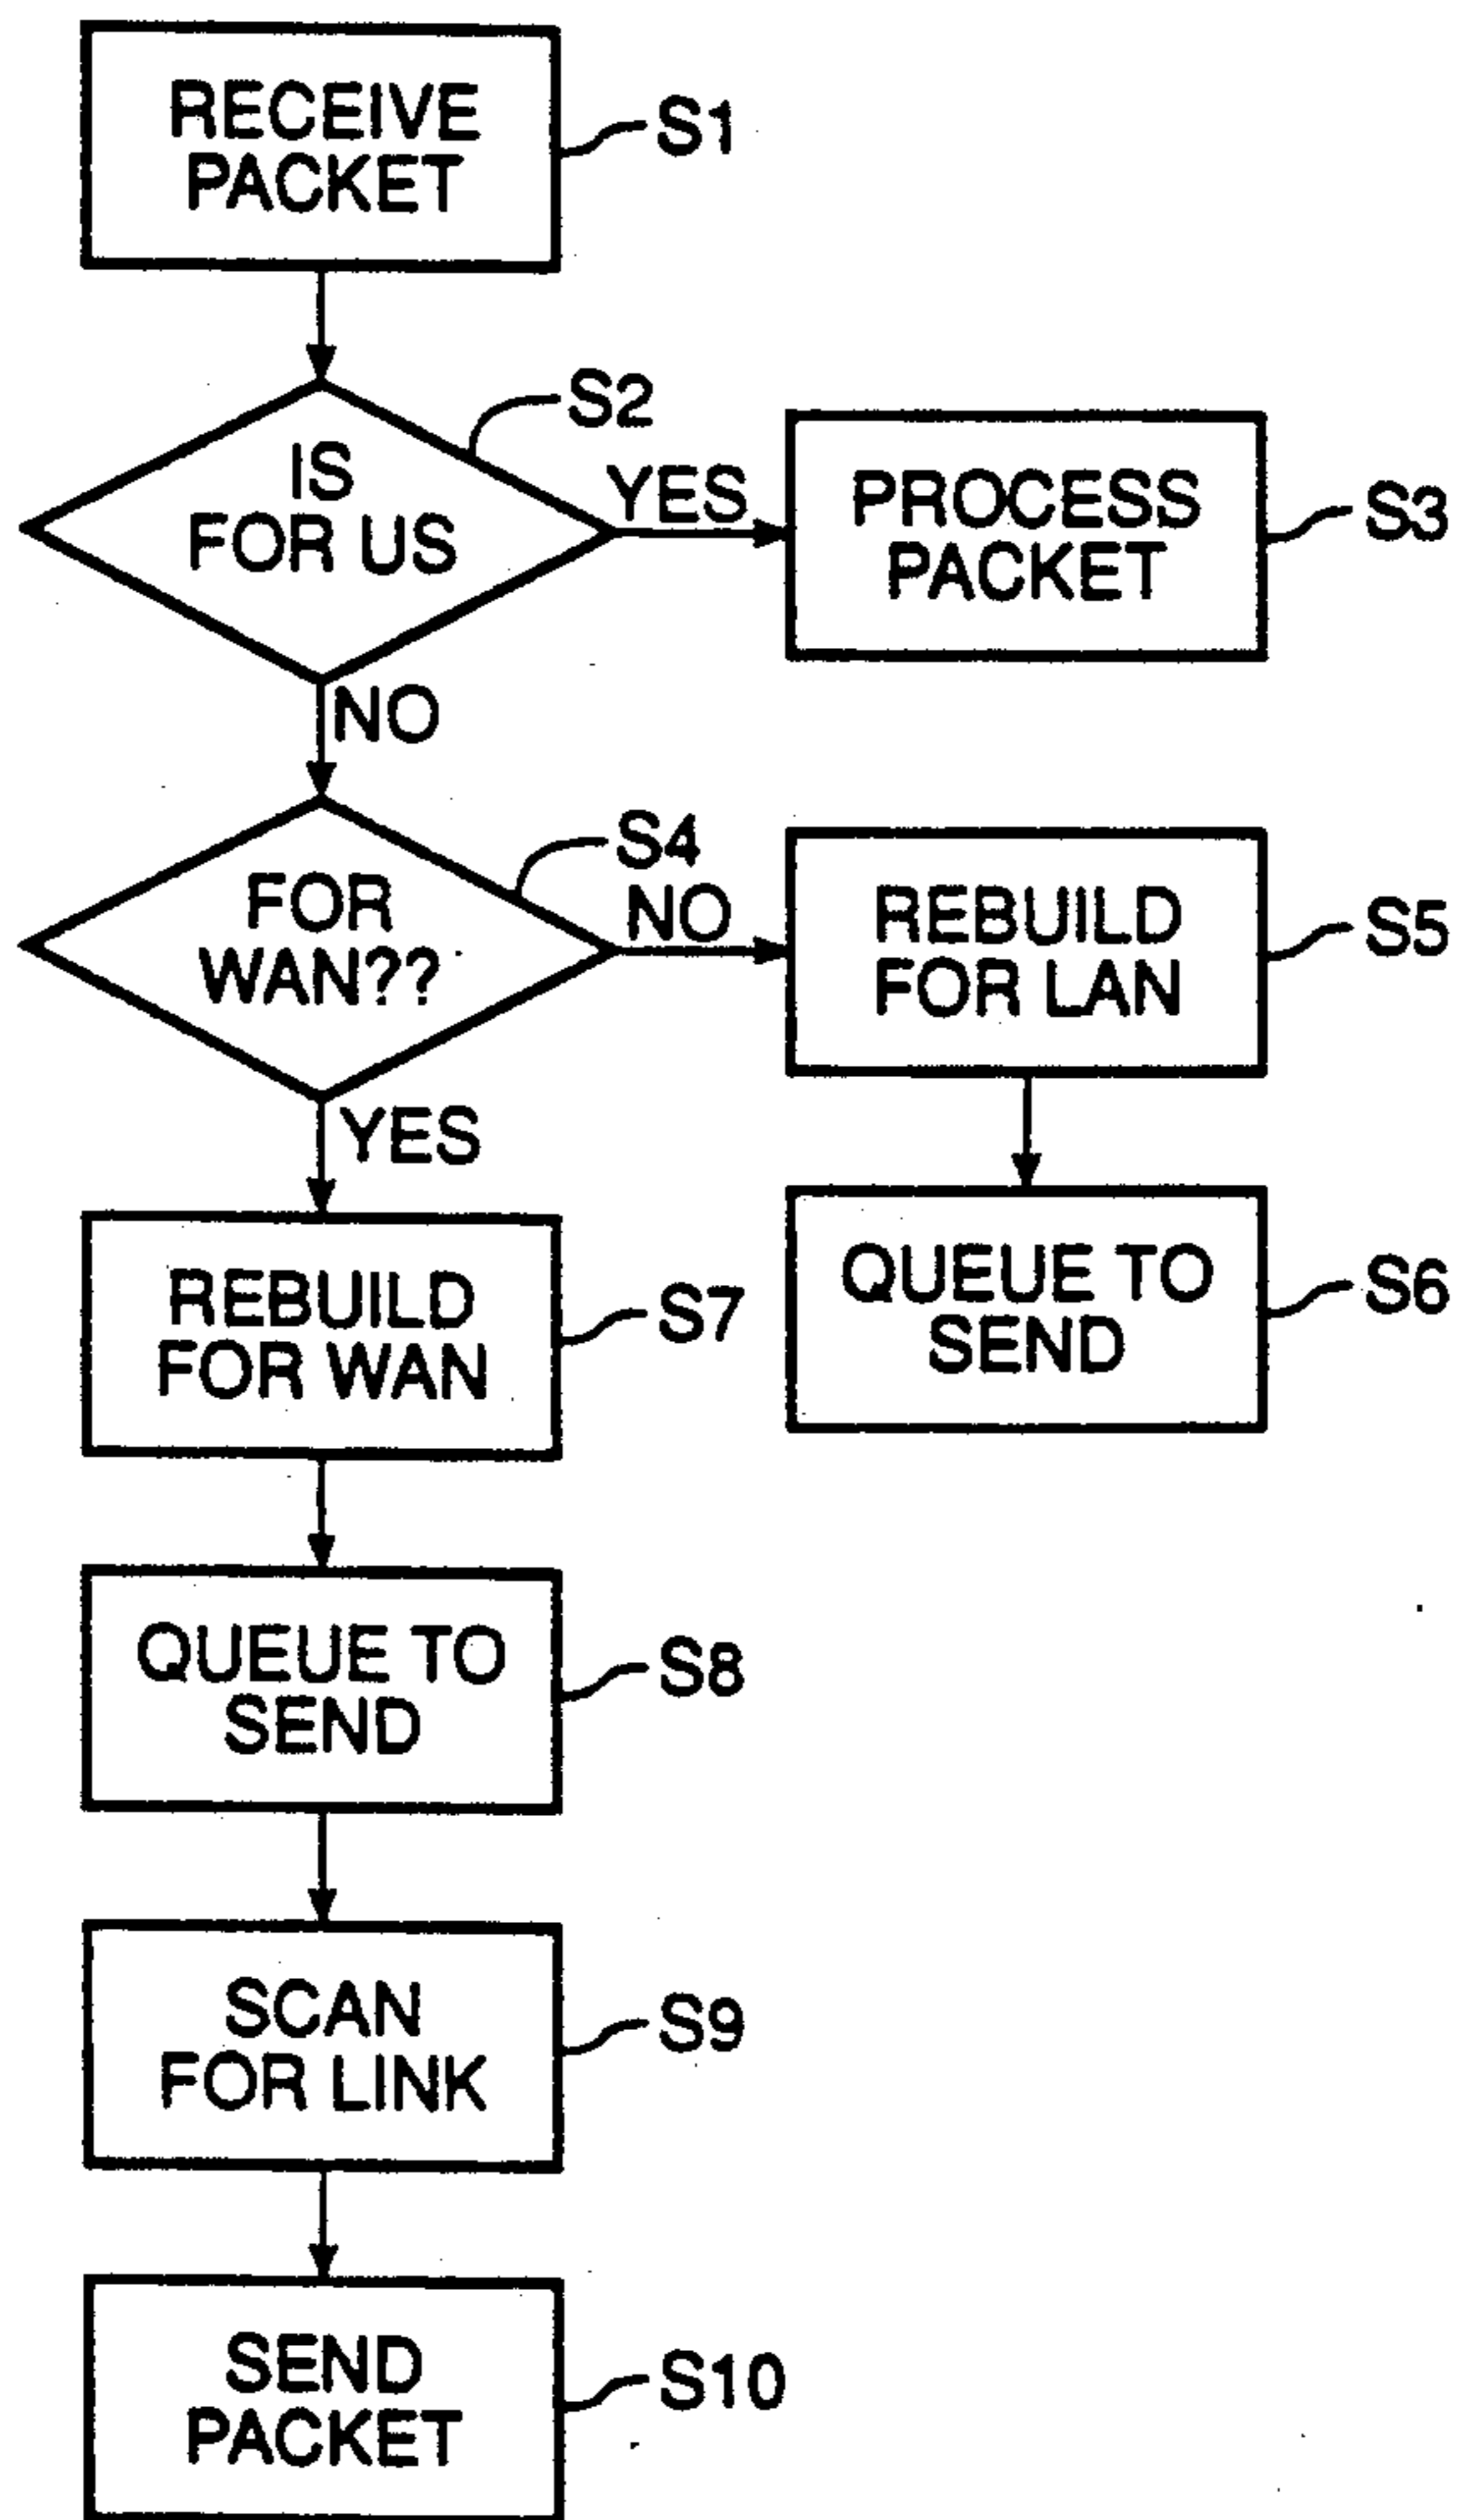 RECEIVE
PACKET
S1
IS
FOR US
S2
YES
PROCESS
PACKET
S3
NO
FOR
WAN??
S4
NO
REBUILD
FOR LAN
S5
YES
QUEUE TO
SEND
S6
REBUILD
FOR WAN
S7
QUEUE TO
SEND
S8
SCAN
FOR LINK
S9
SEND
PACKET
S10